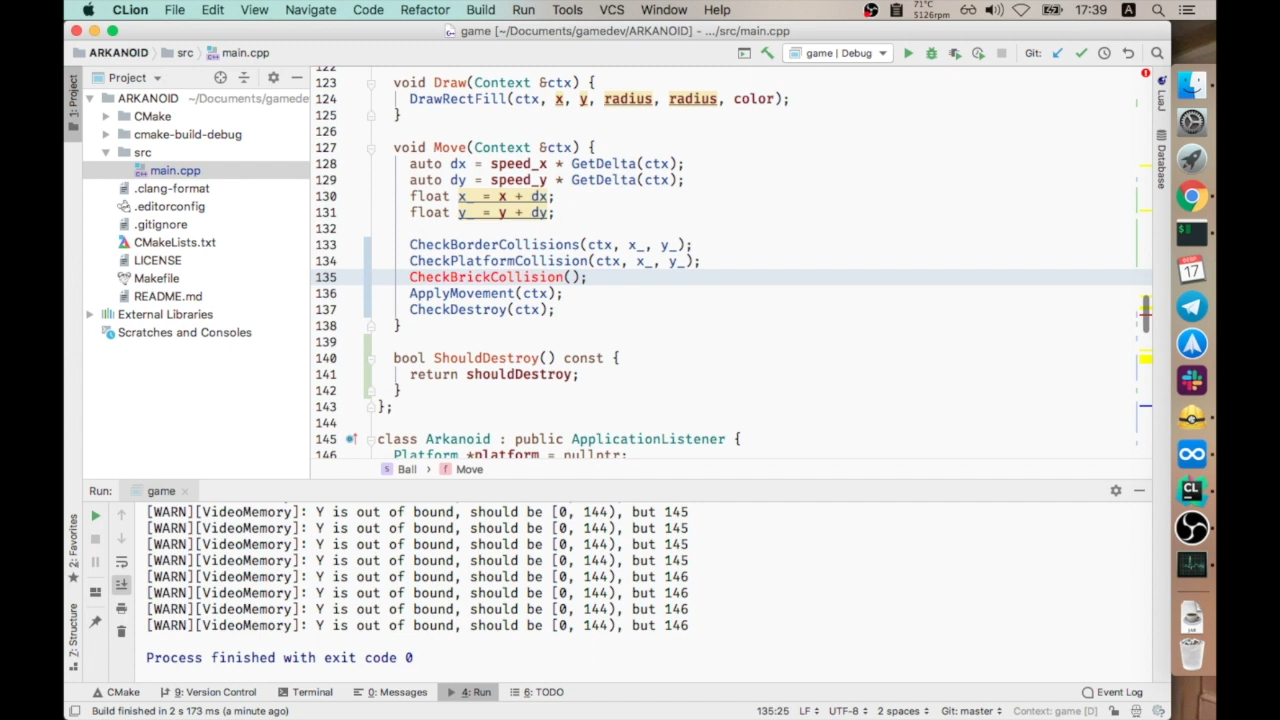 CLion File Edit View Navigate Code Refactor Build Run Tools VCS Window Help 71°C 5126rpm 17:39 A
game [~/Documents/gamedev/ARKANOID] - .../src/main.cpp
ARKANOID src main.cpp game | Debug Git:
1: Project
Project
ARKANOID ~/Documents/gamede
CMake
cmake-build-debug
src
main.cpp
.clang-format
.editorconfig
.gitignore
CMakeLists.txt
LICENSE
Makefile
README.md
External Libraries
Scratches and Consoles
122
123 void Draw(Context &ctx) {
124 DrawRectFill(ctx, x, y, radius, radius, color);
125 }
126
127 void Move(Context &ctx) {
128 auto dx = speed_x * GetDelta(ctx);
129 auto dy = speed_y * GetDelta(ctx);
130 float x_ = x + dx;
131 float y_ = y + dy;
132
133 CheckBorderCollisions(ctx, x_, y_);
134 CheckPlatformCollision(ctx, x_, y_);
135 CheckBrickCollision();
136 ApplyMovement(ctx);
137 CheckDestroy(ctx);
138 }
139
140 bool ShouldDestroy() const {
141 return shouldDestroy;
142 }
143 };
144
145 class Arkanoid : public ApplicationListener {
146 Platform *platform = nullptr;
S Ball › f Move
LuaJ
Database
SEP
17
JAR
Run: game
[WARN][VideoMemory]: Y is out of bound, should be [0, 144), but 145
[WARN][VideoMemory]: Y is out of bound, should be [0, 144), but 145
[WARN][VideoMemory]: Y is out of bound, should be [0, 144), but 145
[WARN][VideoMemory]: Y is out of bound, should be [0, 144), but 145
[WARN][VideoMemory]: Y is out of bound, should be [0, 144), but 146
[WARN][VideoMemory]: Y is out of bound, should be [0, 144), but 146
[WARN][VideoMemory]: Y is out of bound, should be [0, 144), but 146
[WARN][VideoMemory]: Y is out of bound, should be [0, 144), but 146
Process finished with exit code 0
2: Favorites
7: Structure
CMake 9: Version Control Terminal 0: Messages 4: Run 6: TODO Event Log
Build finished in 2 s 173 ms (a minute ago) 135:25 LF UTF-8 2 spaces Git: master Context: game [D]